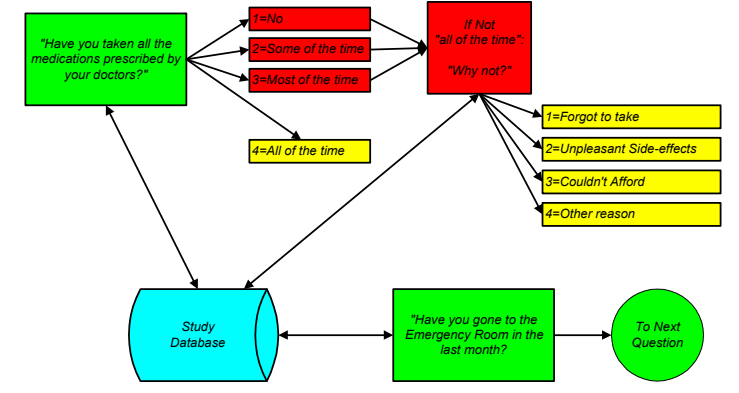 "Have you taken all the
medications prescribed by
your doctors?"
1=No
2=Some of the time
3=Most of the time
4=All of the time
If Not
"all of the time":
"Why not?"
1=Forgot to take
2=Unpleasant Side-effects
3=Couldn't Afford
4=Other reason
Study
Database
"Have you gone to the
Emergency Room in the
last month?
To Next
Question